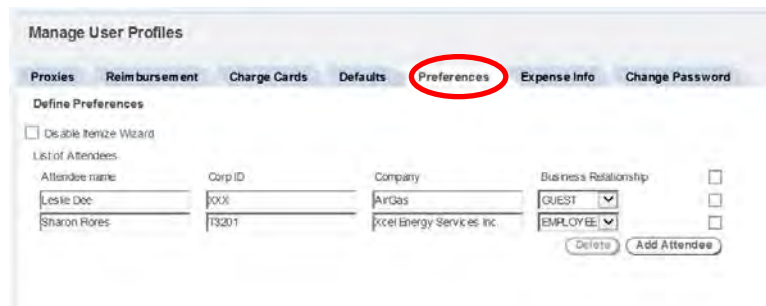 Manage User Profiles
Proxies Reimbursement Charge Cards Defaults Preferences Expense Info Change Password
Define Preferences
Disable Itemize Wizard
List of Attendees
Attendee name Corp ID Company Business Relationship
Leslie Dee XXX AirGas GUEST
Sharon Flores T3201 Xcel Energy Services Inc EMPLOYEE
Delete Add Attendee